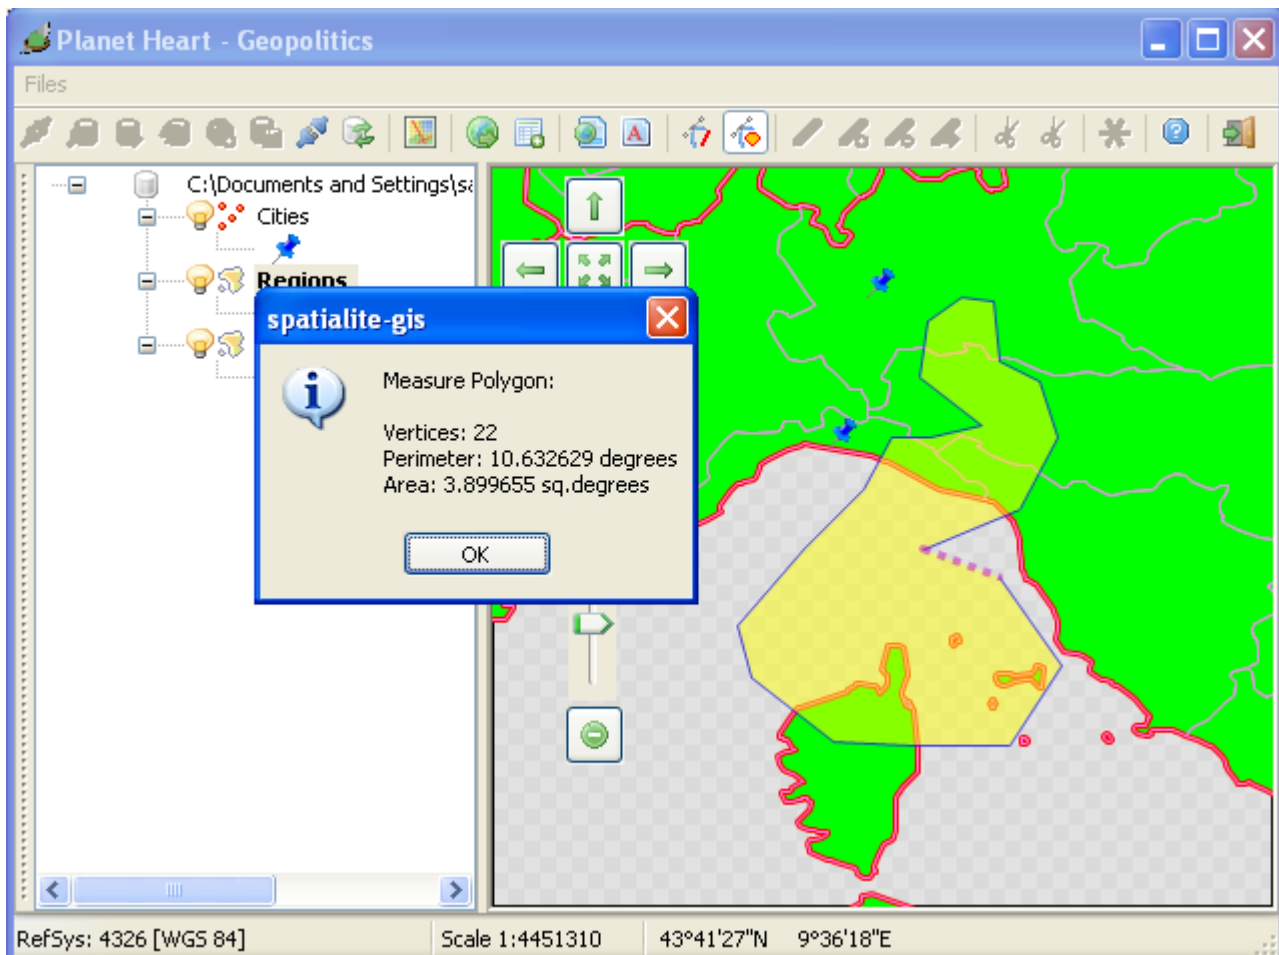 Planet Heart - Geopolitics
Files
C:\Documents and Settings\sa
Cities
Regions
spatialite-gis
Measure Polygon:
Vertices: 22
Perimeter: 10.632629 degrees
Area: 3.899655 sq.degrees
OK
RefSys: 4326 [WGS 84]
Scale 1:4451310
43°41'27"N 9°36'18"E